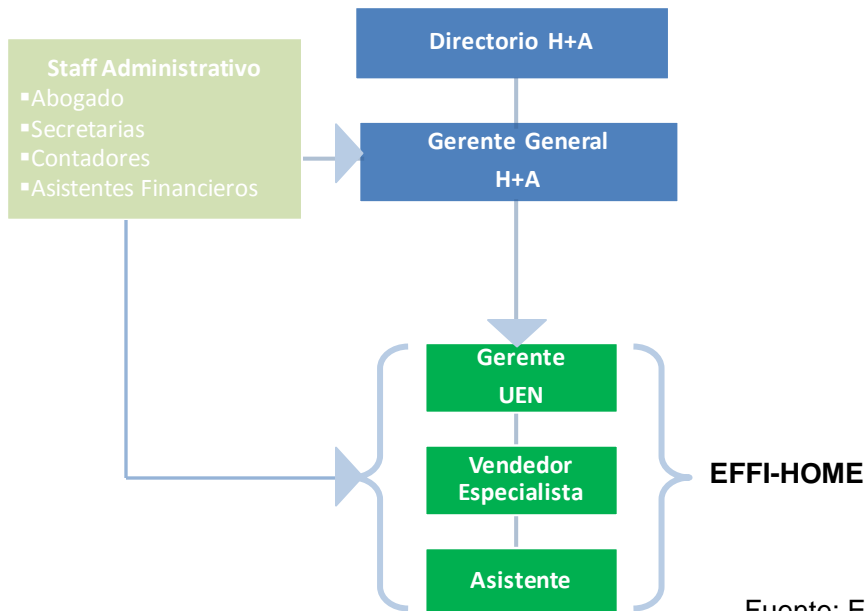 Directorio H+A
Staff Administrativo
▪Abogado
▪Secretarias
▪Contadores
▪Asistentes Financieros
Gerente General
H+A
Gerente
UEN
Vendedor
Especialista
Asistente
EFFI-HOME
Fuente: E